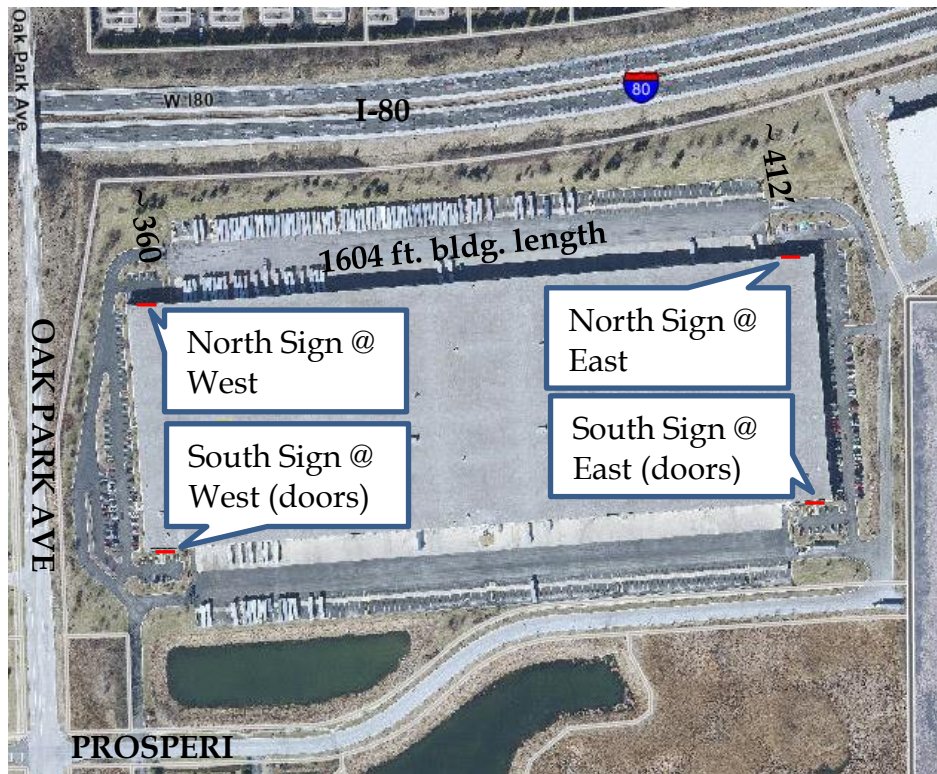 Oak Park Ave
W I80
I-80
80
~ 360
~ 412'
1604 ft. bldg. length
North Sign @
West
North Sign @
East
South Sign @
West (doors)
South Sign @
East (doors)
OAK PARK AVE
PROSPERI